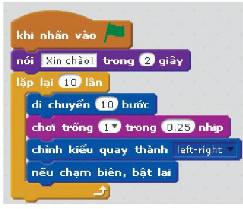 khi nhấn vào
nói Xin chào! trong 2 giây
lặp lại 10 lần
di chuyển 10 bước
chơi trống 1 trong 0.25 nhịp
chỉnh kiểu quay thành left-right
nếu chạm biên, bật lại